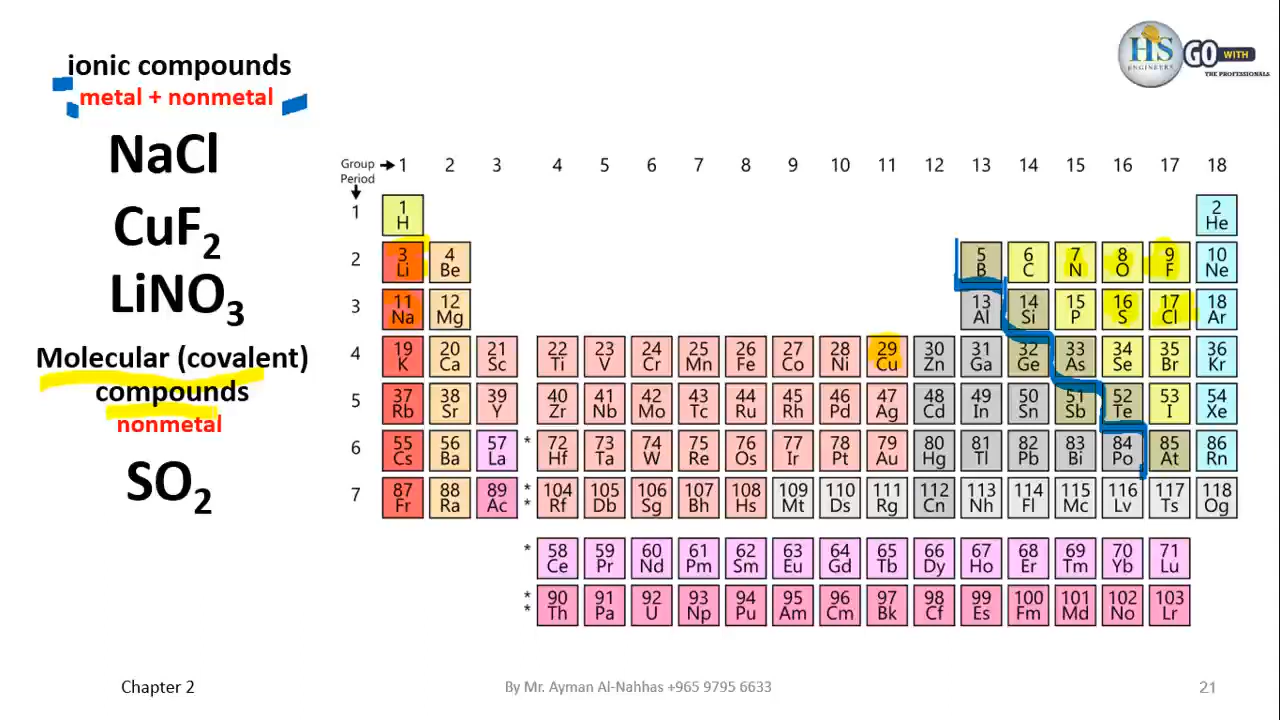 ionic compounds
metal + nonmetal
NaCl
CuF2
LiNO3
Molecular (covalent)
compounds
nonmetal
SO2
HS
ENGINEERS
GO WITH
THE PROFESSIONALS
Group → 1 2 3 4 5 6 7 8 9 10 11 12 13 14 15 16 17 18
Period
1 1 2
H He
2 3 4 5 6 7 8 9 10
Li Be B C N O F Ne
3 11 12 13 14 15 16 17 18
Na Mg Al Si P S Cl Ar
4 19 20 21 22 23 24 25 26 27 28 29 30 31 32 33 34 35 36
K Ca Sc Ti V Cr Mn Fe Co Ni Cu Zn Ga Ge As Se Br Kr
5 37 38 39 40 41 42 43 44 45 46 47 48 49 50 51 52 53 54
Rb Sr Y Zr Nb Mo Tc Ru Rh Pd Ag Cd In Sn Sb Te I Xe
6 55 56 57 * 72 73 74 75 76 77 78 79 80 81 82 83 84 85 86
Cs Ba La Hf Ta W Re Os Ir Pt Au Hg Tl Pb Bi Po At Rn
7 87 88 89 * * 104 105 106 107 108 109 110 111 112 113 114 115 116 117 118
Fr Ra Ac Rf Db Sg Bh Hs Mt Ds Rg Cn Nh Fl Mc Lv Ts Og
* 58 59 60 61 62 63 64 65 66 67 68 69 70 71
Ce Pr Nd Pm Sm Eu Gd Tb Dy Ho Er Tm Yb Lu
* * 90 91 92 93 94 95 96 97 98 99 100 101 102 103
Th Pa U Np Pu Am Cm Bk Cf Es Fm Md No Lr
Chapter 2
By Mr. Ayman Al-Nahhas +965 9795 6633
21